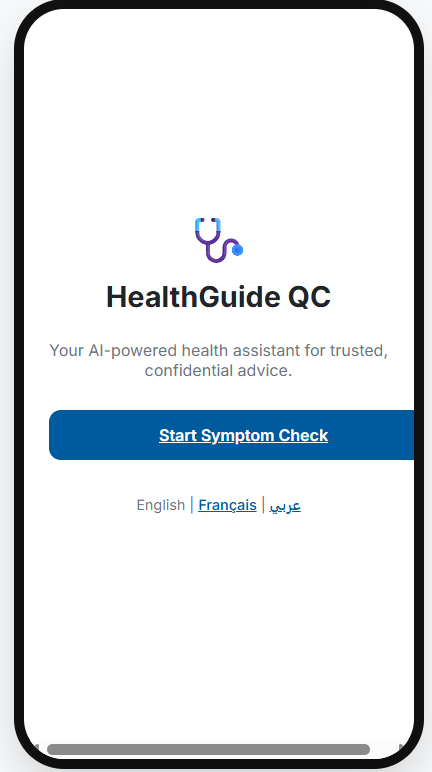 HealthGuide QC
Your AI-powered health assistant for trusted,
confidential advice.
Start Symptom Check
English | Français | عربي